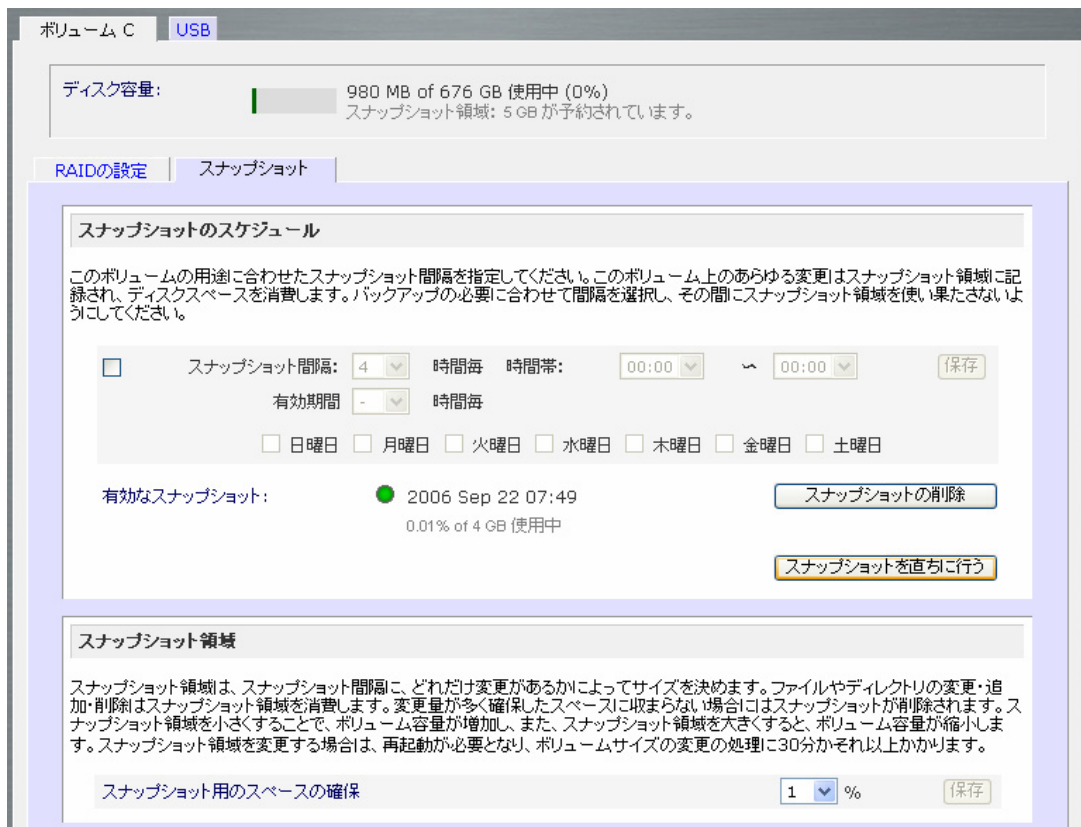 ボリューム C USB
ディスク容量: 980 MB of 676 GB 使用中 (0%)
スナップショット領域: 5 GB が予約されています。
RAIDの設定 スナップショット
スナップショットのスケジュール
このボリュームの用途に合わせたスナップショット間隔を指定してください。このボリューム上のあらゆる変更はスナップショット領域に記
録され、ディスクスペースを消費します。バックアップの必要に合わせて間隔を選択し、その間にスナップショット領域を使い果たさないよ
うにしてください。
スナップショット間隔: 4 時間毎 時間帯: 00:00 ~ 00:00 保存
有効期間 - 時間毎
日曜日 月曜日 火曜日 水曜日 木曜日 金曜日 土曜日
有効なスナップショット: 2006 Sep 22 07:49 スナップショットの削除
0.01% of 4 GB 使用中
スナップショットを直ちに行う
スナップショット領域
スナップショット領域は、スナップショット間隔に、どれだけ変更があるかによってサイズを決めます。ファイルやディレクトリの変更・追
加・削除はスナップショット領域を消費します。変更量が多く確保したスペースに収まらない場合にはスナップショットが削除されます。ス
ナップショット領域を小さくすることで、ボリューム容量が増加し、また、スナップショット領域を大きくすると、ボリューム容量が縮小しま
す。スナップショット領域を変更する場合は、再起動が必要となり、ボリュームサイズの変更の処理に30分かそれ以上かかります。
スナップショット用のスペースの確保 1 % 保存